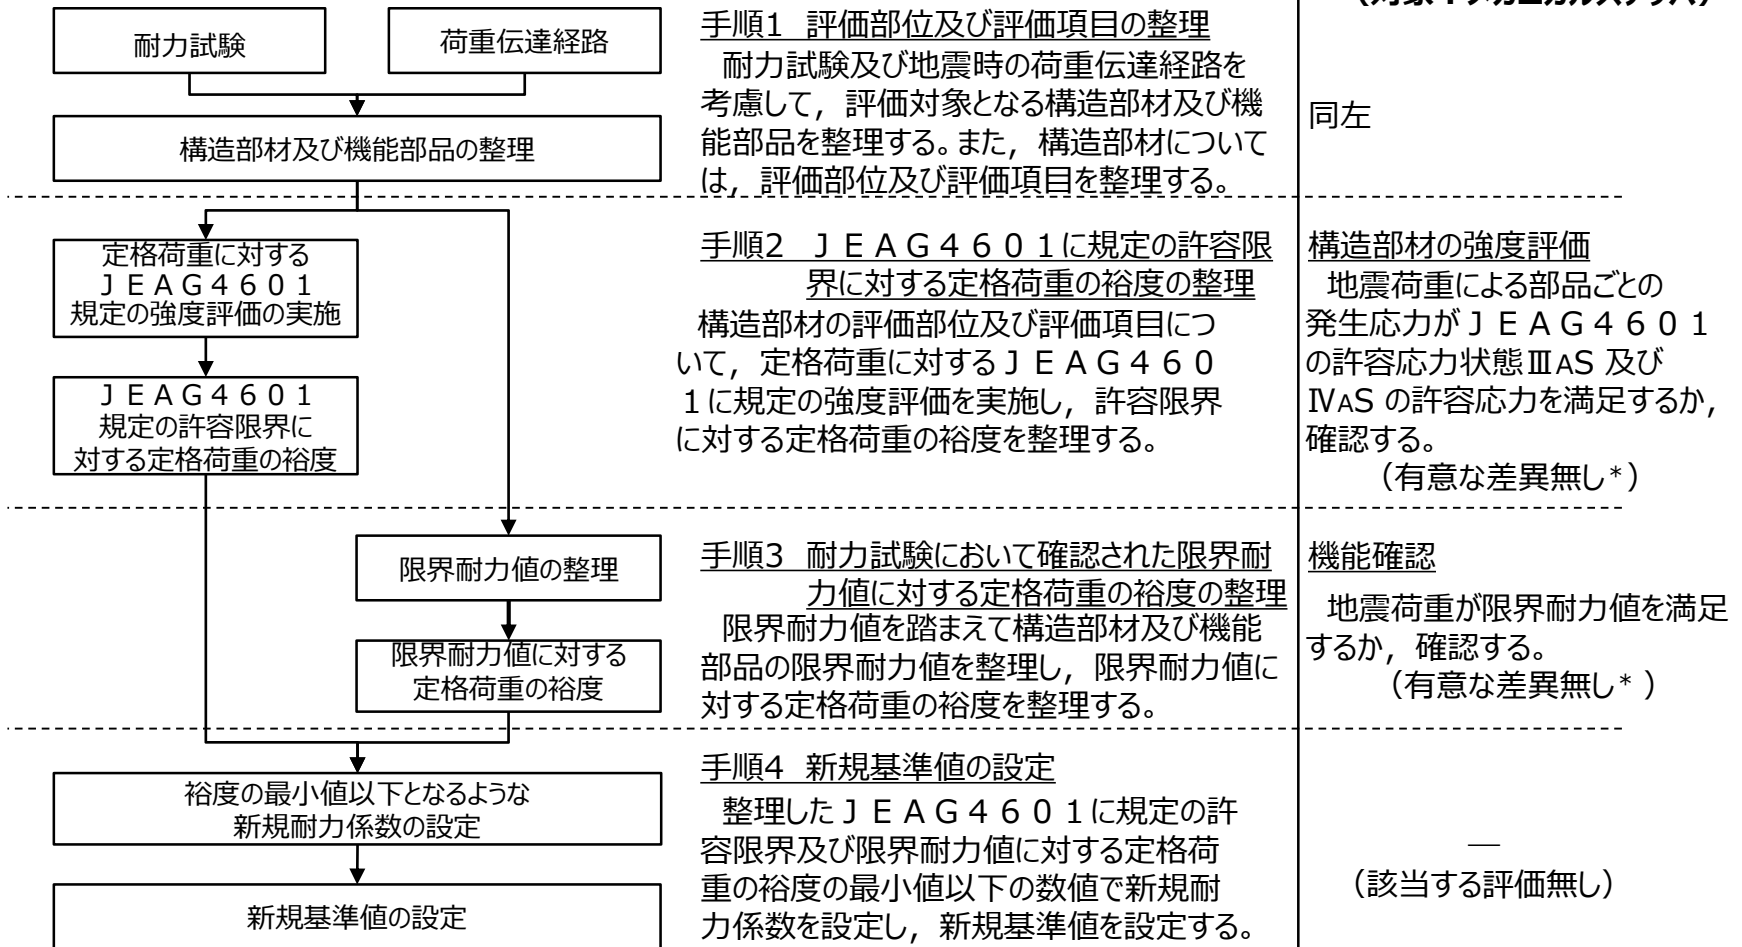 （対象：メカニカルスナッバ）
耐力試験
荷重伝達経路
構造部材及び機能部品の整理
手順1　評価部位及び評価項目の整理
耐力試験及び地震時の荷重伝達経路を
考慮して，評価対象となる構造部材及び機
能部品を整理する。また，構造部材について
は，評価部位及び評価項目を整理する。
同左
定格荷重に対する
ＪＥＡＧ４６０１
規定の強度評価の実施
ＪＥＡＧ４６０１
規定の許容限界に
対する定格荷重の裕度
手順2　ＪＥＡＧ４６０１に規定の許容限
界に対する定格荷重の裕度の整理
構造部材の評価部位及び評価項目につ
いて，定格荷重に対するＪＥＡＧ４６０
１に規定の強度評価を実施し，許容限界
に対する定格荷重の裕度を整理する。
構造部材の強度評価
地震荷重による部品ごとの
発生応力がＪＥＡＧ４６０１
の許容応力状態ⅢAS 及び
ⅣAS の許容応力を満足するか，
確認する。
（有意な差異無し*）
限界耐力値の整理
限界耐力値に対する
定格荷重の裕度
手順3　耐力試験において確認された限界耐
力値に対する定格荷重の裕度の整理
限界耐力値を踏まえて構造部材及び機能
部品の限界耐力値を整理し，限界耐力値に
対する定格荷重の裕度を整理する。
機能確認
地震荷重が限界耐力値を満足
するか，確認する。
（有意な差異無し* ）
裕度の最小値以下となるような
新規耐力係数の設定
新規基準値の設定
手順4　新規基準値の設定
整理したＪＥＡＧ４６０１に規定の許
容限界及び限界耐力値に対する定格荷
重の裕度の最小値以下の数値で新規耐
力係数を設定し，新規基準値を設定する。
―
（該当する評価無し）